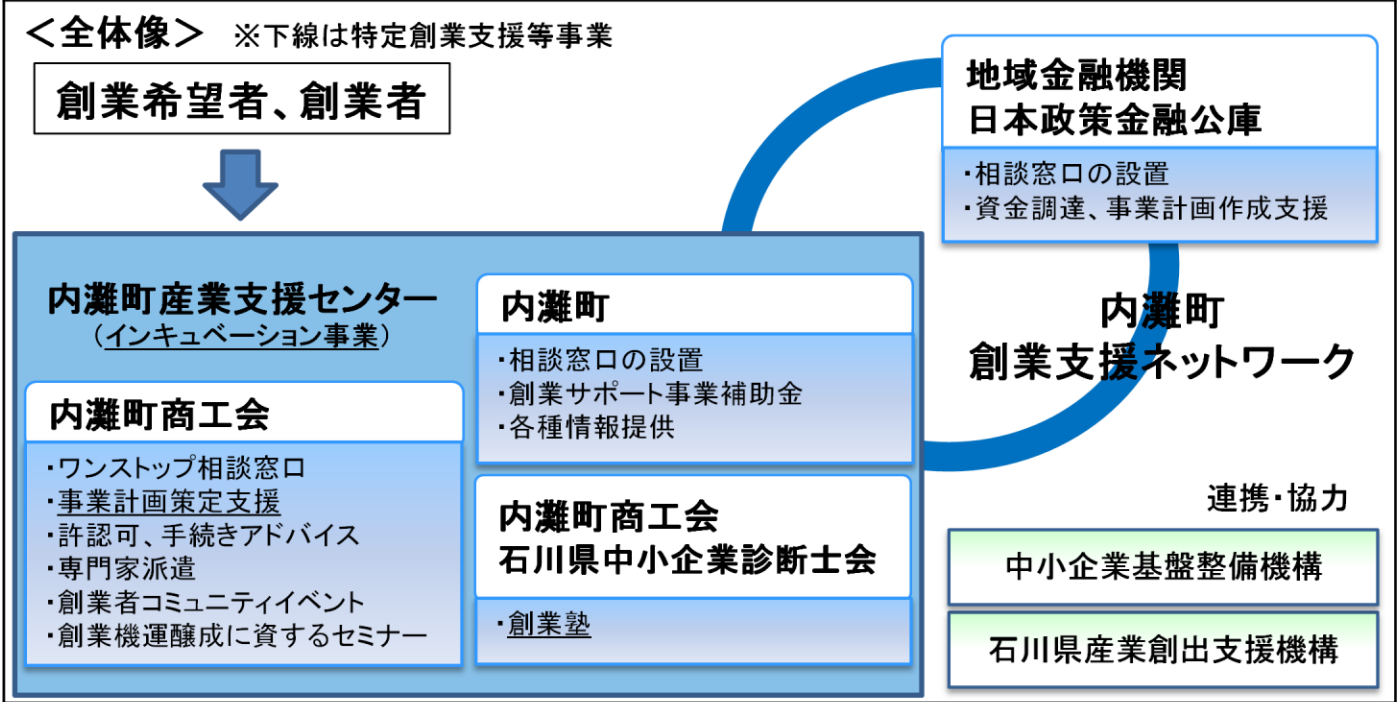 ＜全体像＞ ※下線は特定創業支援等事業
創業希望者、創業者
内灘町産業支援センター
（インキュベーション事業）
内灘町商工会
・ワンストップ相談窓口
・事業計画策定支援
・許認可、手続きアドバイス
・専門家派遣
・創業者コミュニティイベント
・創業機運醸成に資するセミナー
内灘町
・相談窓口の設置
・創業サポート事業補助金
・各種情報提供
内灘町商工会
石川県中小企業診断士会
・創業塾
地域金融機関
日本政策金融公庫
・相談窓口の設置
・資金調達、事業計画作成支援
内灘町
創業支援ネットワーク
連携・協力
中小企業基盤整備機構
石川県産業創出支援機構